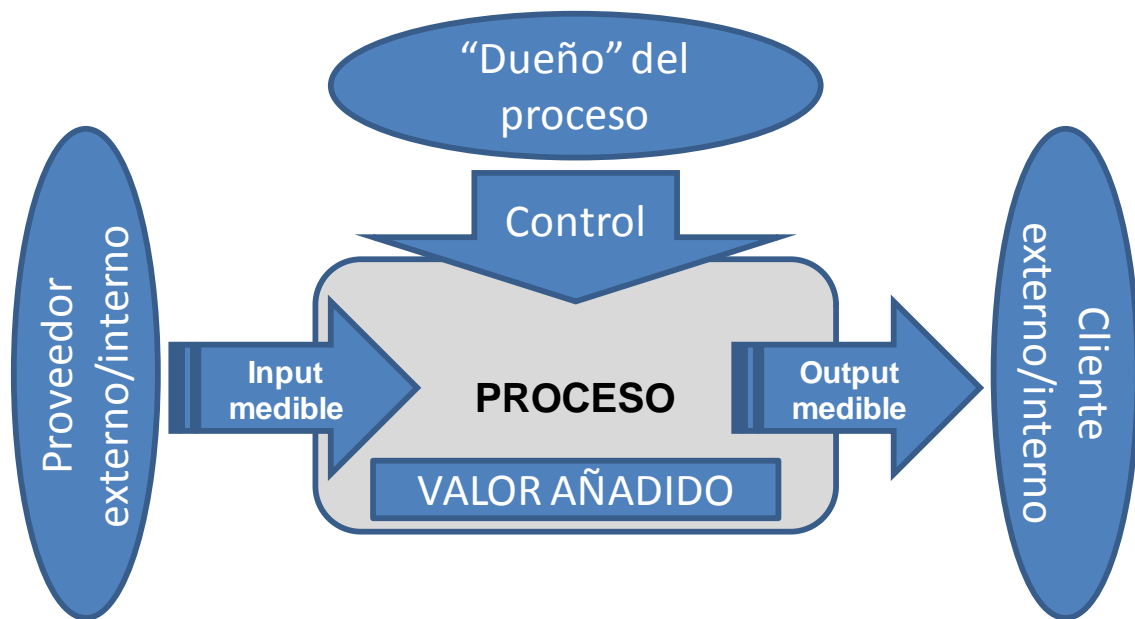 “Dueño” del
proceso
Control
Proveedor
externo/interno
Input
medible
PROCESO
VALOR AÑADIDO
Output
medible
Cliente
externo/interno